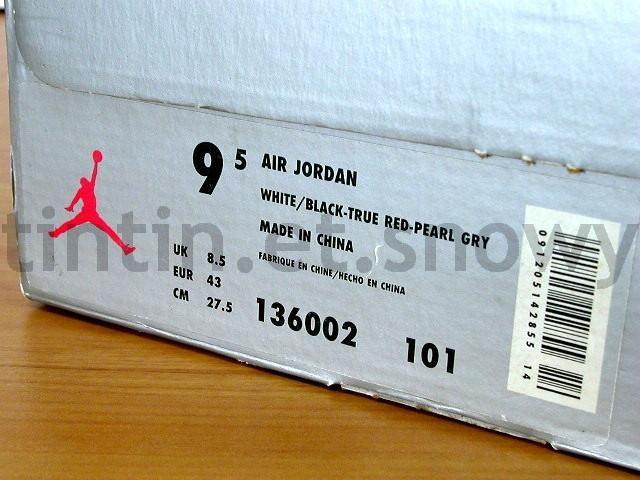 9 5 AIR JORDAN
WHITE/BLACK-TRUE RED-PEARL GRY
MADE IN CHINA
FABRIQUE EN CHINE/HECHO EN CHINA
UK 8.5
EUR 43
CM 27.5
136002 101
091205142855 14
tintin.et.snowy